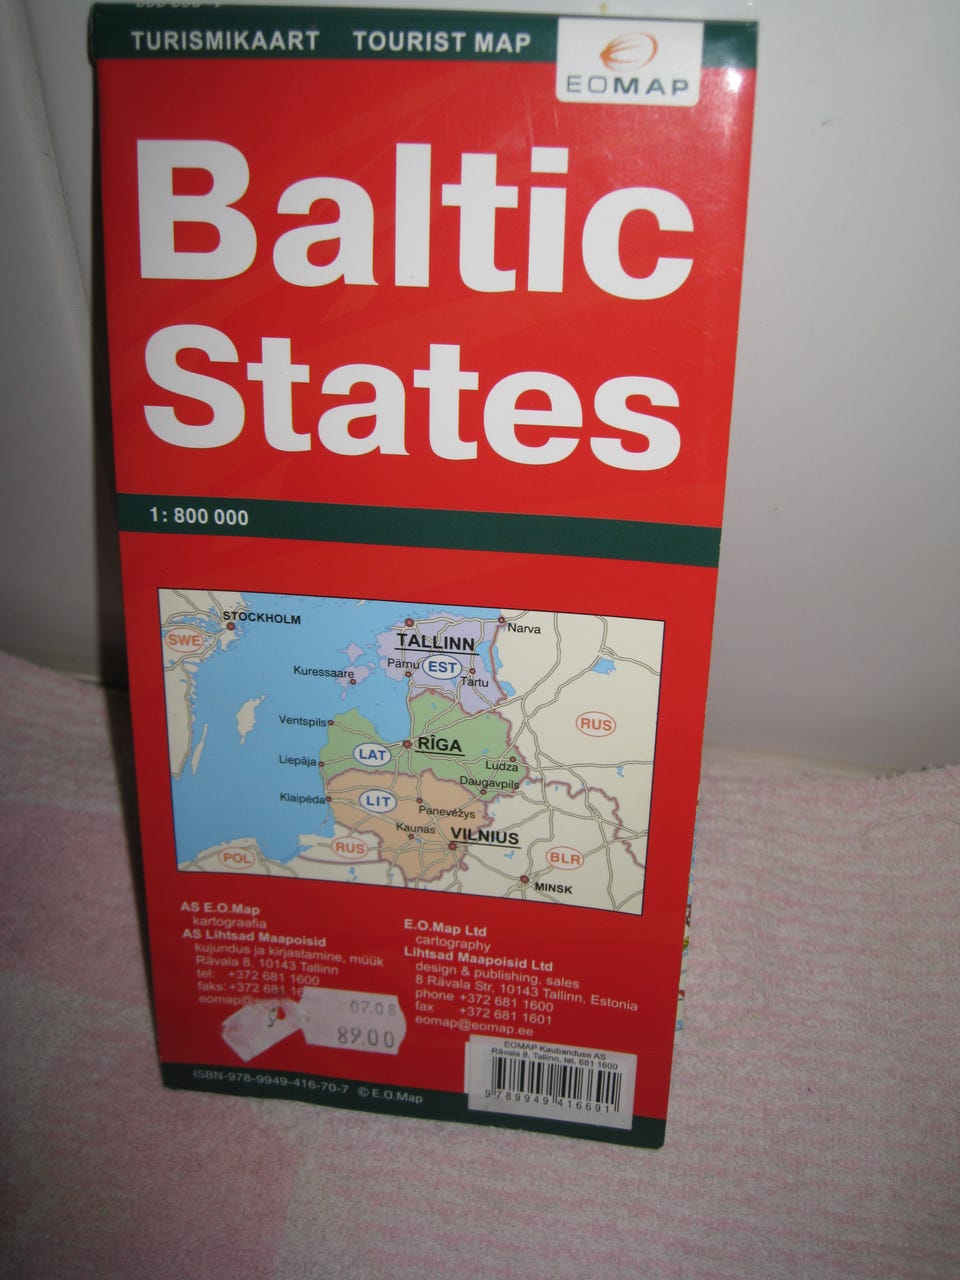 TURISMIKAART TOURIST MAP
EOMAP
Baltic
States
1: 800 000
STOCKHOLM
SWE
TALLINN
Narva
Pärnu
EST
Tartu
Kuressaare
Ventspils
RUS
LAT
RĪGA
Liepāja
Ludza
Daugavpils
Klaipėda
LIT
Panevėžys
Kaunas
VILNIUS
RUS
POL
BLR
MINSK
AS E.O.Map
kartograafia
AS Lihtsad Maapoisid
kujundus ja kirjastamine, müük
Rävala 8, 10143 Tallinn
tel: +372 681 1600
faks: +372 681
E.O.Map Ltd
cartography
Lihtsad Maapoisid Ltd
design & publishing, sales
8 Rävala Str, 10143 Tallinn, Estonia
phone +372 681 1600
fax +372 681 1601
eomap@eomap.ee
07.08
89.00
EOMAP Kaubanduse AS
Rävala 8, Tallinn, tel. 681 1600
9 789949 416691
ISBN-978-9949-416-70-7 © E.O.Map